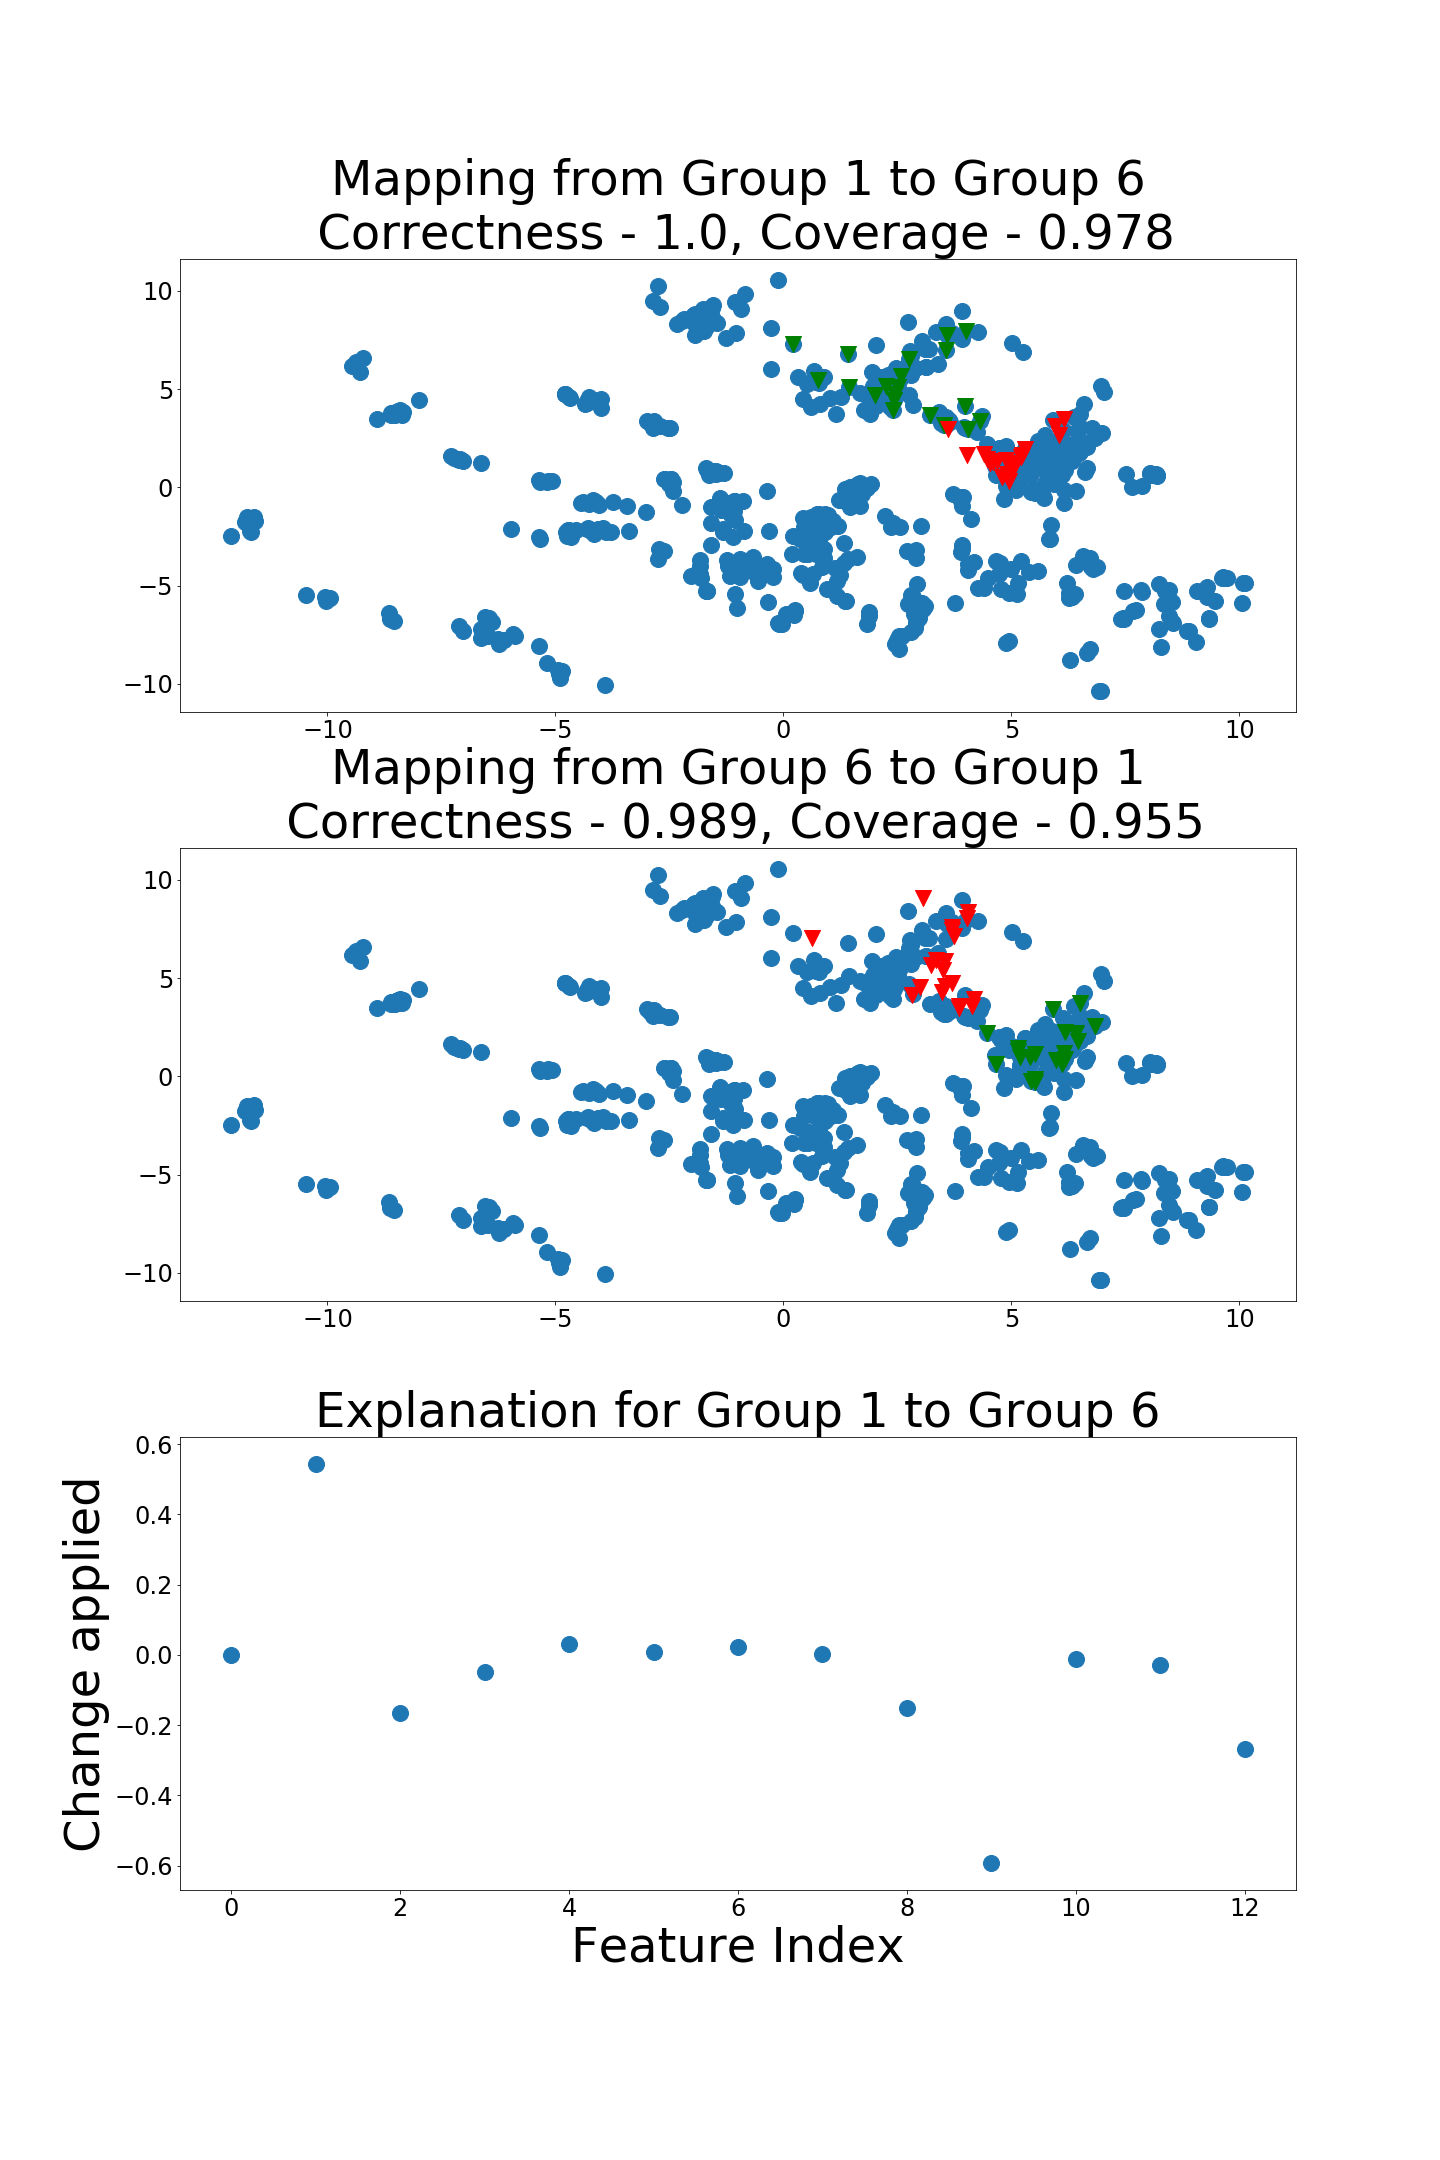 Mapping from Group 1 to Group 6
Correctness - 1.0, Coverage - 0.978
10
5
0
−5
−10
−10 −5 0 5 10
Mapping from Group 6 to Group 1
Correctness - 0.989, Coverage - 0.955
10
5
0
−5
−10
−10 −5 0 5 10
Explanation for Group 1 to Group 6
Change applied
0.6
0.4
0.2
0.0
−0.2
−0.4
−0.6
0 2 4 6 8 10 12
Feature Index